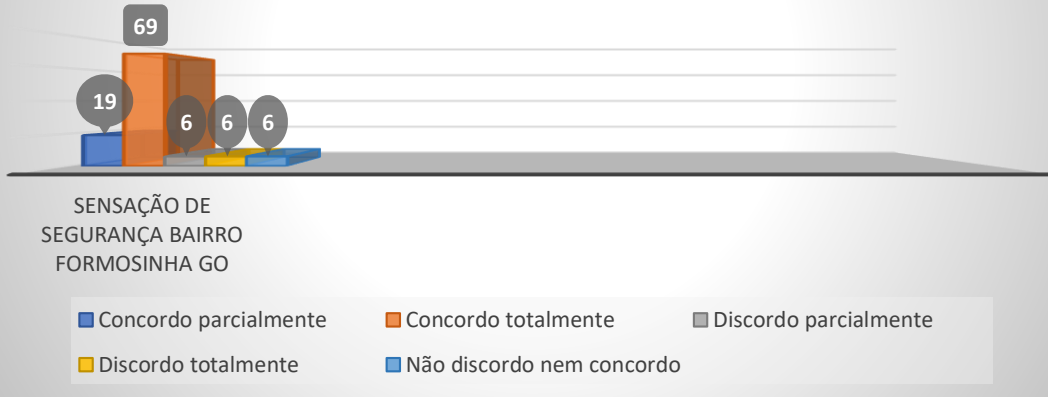 69
19
6 6 6
SENSAÇÃO DE
SEGURANÇA BAIRRO
FORMOSINHA GO
Concordo parcialmente Concordo totalmente Discordo parcialmente
Discordo totalmente Não discordo nem concordo